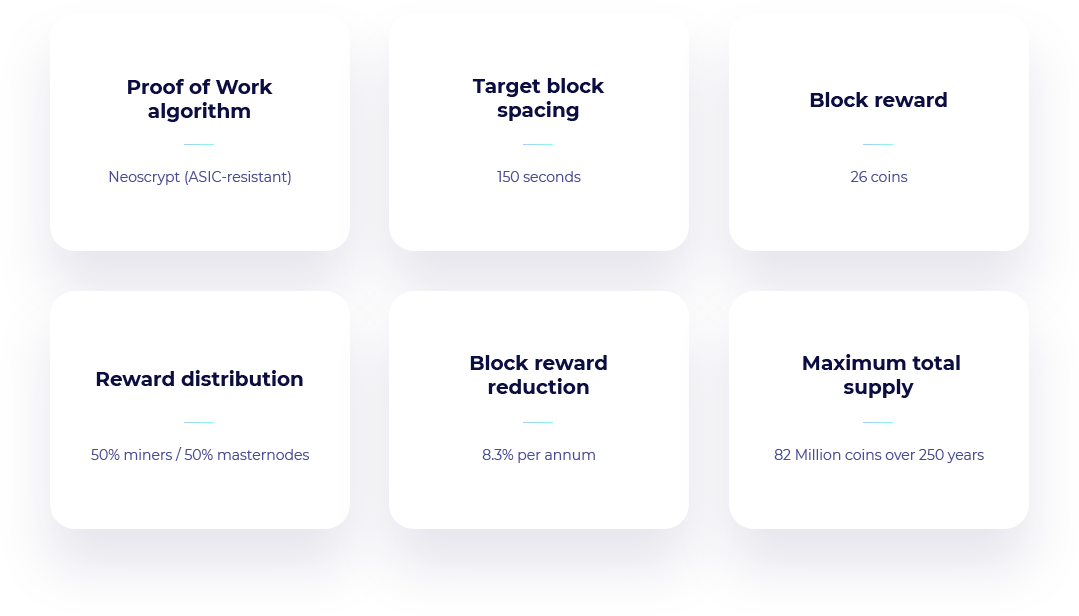 Proof of Work
algorithm
Neoscrypt (ASIC-resistant)
Target block
spacing
150 seconds
Block reward
26 coins
Reward distribution
50% miners / 50% masternodes
Block reward
reduction
8.3% per annum
Maximum total
supply
82 Million coins over 250 years